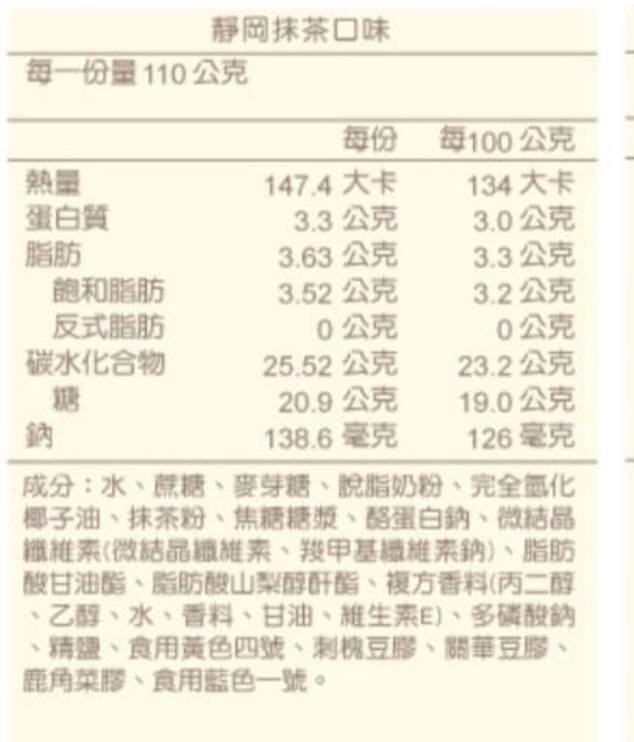 靜岡抹茶口味
每一份量 110 公克
每份 每100 公克
熱量 147.4 大卡 134 大卡
蛋白質 3.3 公克 3.0 公克
脂肪 3.63 公克 3.3 公克
飽和脂肪 3.52 公克 3.2 公克
反式脂肪 0 公克 0 公克
碳水化合物 25.52 公克 23.2 公克
糖 20.9 公克 19.0 公克
鈉 138.6 毫克 126 毫克
成分：水、蔗糖、麥芽糖、脫脂奶粉、完全氫化
椰子油、抹茶粉、焦糖糖漿、酪蛋白鈉、微結晶
纖維素(微結晶纖維素、羧甲基纖維素鈉)、脂肪
酸甘油酯、脂肪酸山梨醇酐酯、複方香料(丙二醇
、乙醇、水、香料、甘油、維生素E)、多磷酸鈉
、精鹽、食用黃色四號、刺槐豆膠、關華豆膠、
鹿角菜膠、食用藍色一號。